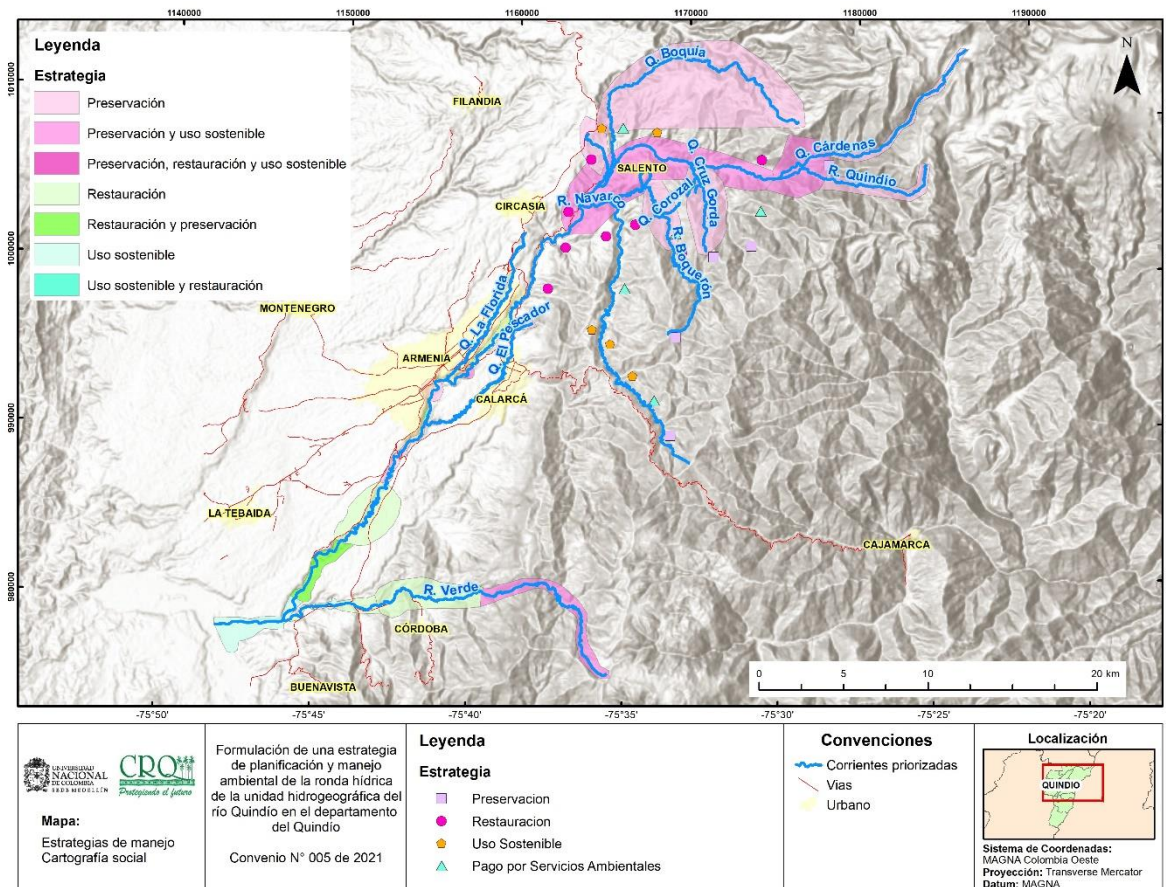 1140000 1150000 1160000 1170000 1180000 1190000
Leyenda
Estrategia
Preservación
Preservación y uso sostenible
Preservación, restauración y uso sostenible
Restauración
Restauración y preservación
Uso sostenible
Uso sostenible y restauración
N
1010000
1000000
990000
980000
FILANDIA
Q. Boquía
Q. Cárdenas
R. Quindío
SALENTO
Q. Cruz Gorda
CIRCASIA
R. Navarco
Q. Corozal
R. Boquerón
MONTENEGRO
Q. La Florida
Q. El Pescador
ARMENIA
CALARCÁ
LA TEBAIDA
CAJAMARCA
R. Verde
CÓRDOBA
BUENAVISTA
0 5 10 20 km
-75°50' -75°45' -75°40' -75°35' -75°30' -75°25' -75°20'
UNIVERSIDAD
NACIONAL
DE COLOMBIA
SEDE MEDELLÍN
CRQ
Protegiendo el futuro
Mapa:
Estrategias de manejo
Cartografía social
Formulación de una estrategia
de planificación y manejo
ambiental de la ronda hídrica
de la unidad hidrogeográfica del
río Quindío en el departamento
del Quindío
Convenio N° 005 de 2021
Leyenda
Estrategia
Preservacion
Restauracion
Uso Sostenible
Pago por Servicios Ambientales
Convenciones
Corrientes priorizadas
Vias
Urbano
Localización
QUINDIO
Sistema de Coordenadas:
MAGNA Colombia Oeste
Proyección: Transverse Mercator
Datum: MAGNA